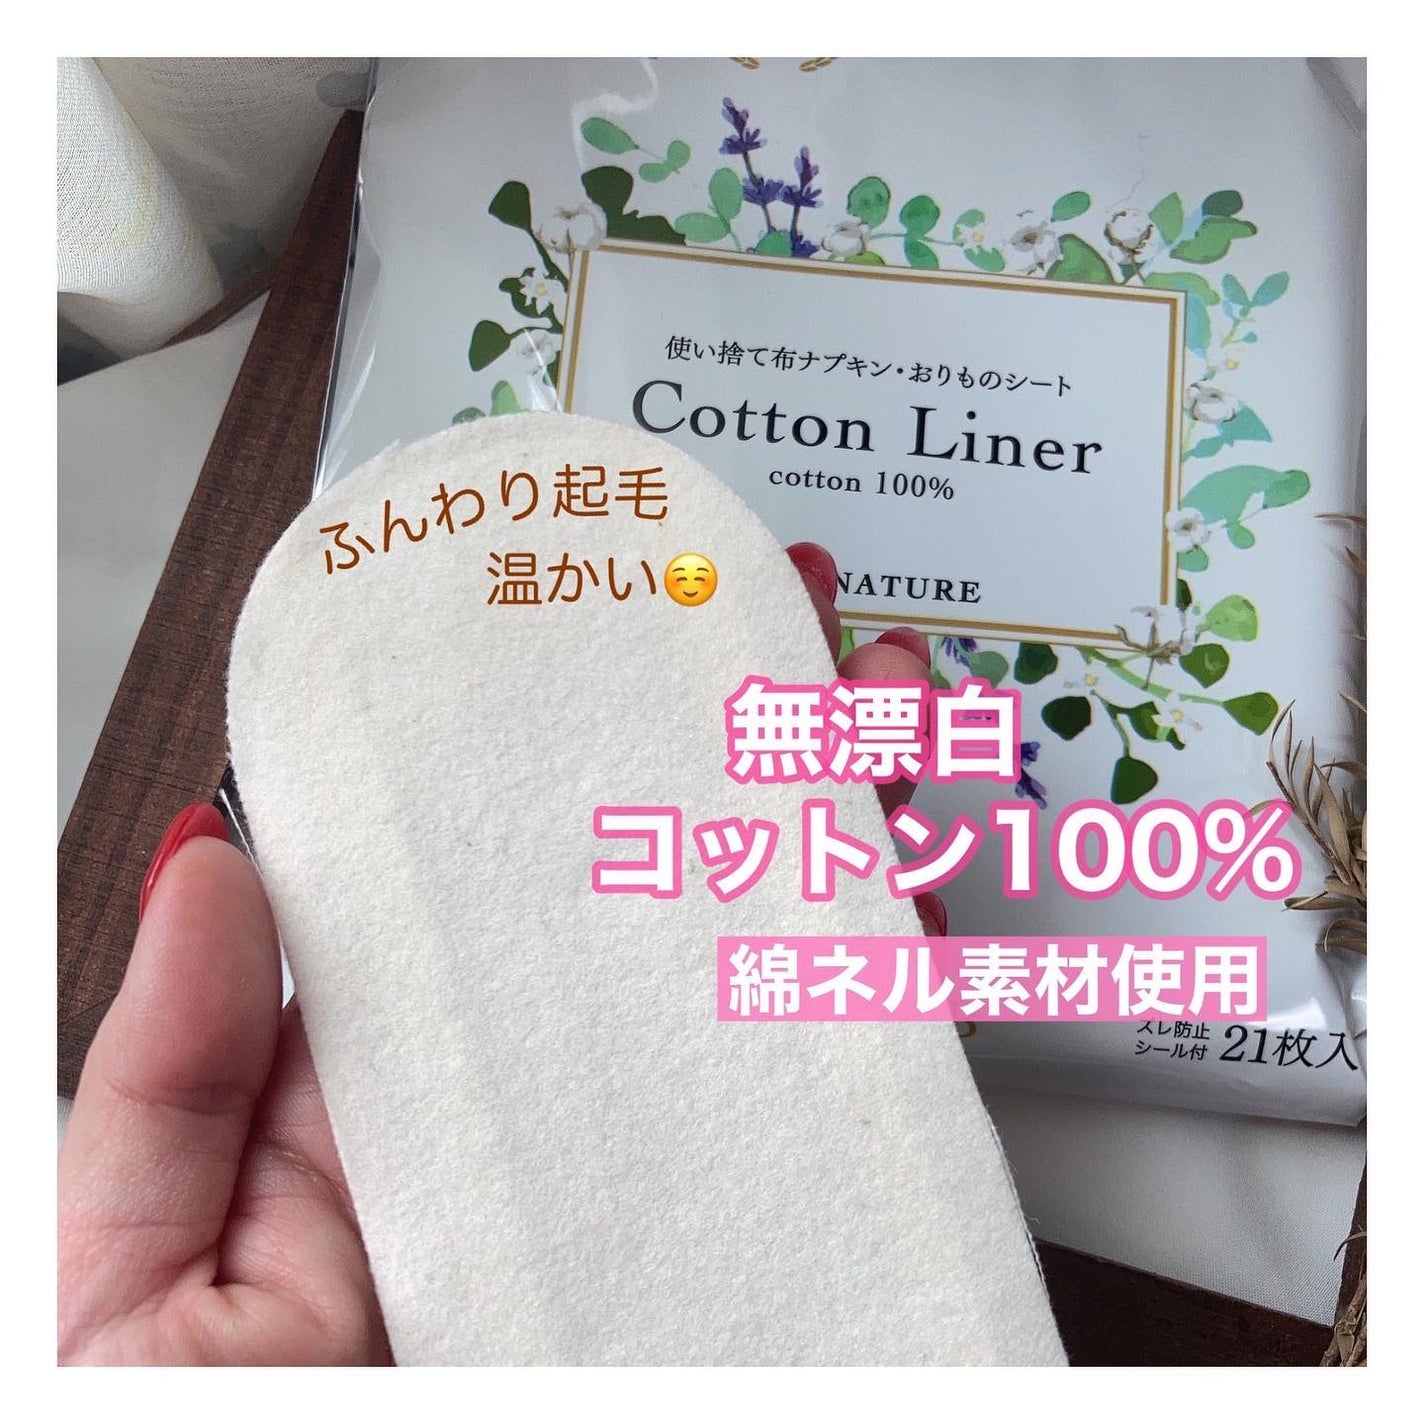 使い捨て布ナプキン・おりものシート
Cotton Liner
cotton 100%
NATURE
ふんわり起毛
温かい☺️
無漂白
コットン100%
綿ネル素材使用
ズレ防止
シール付 21枚入